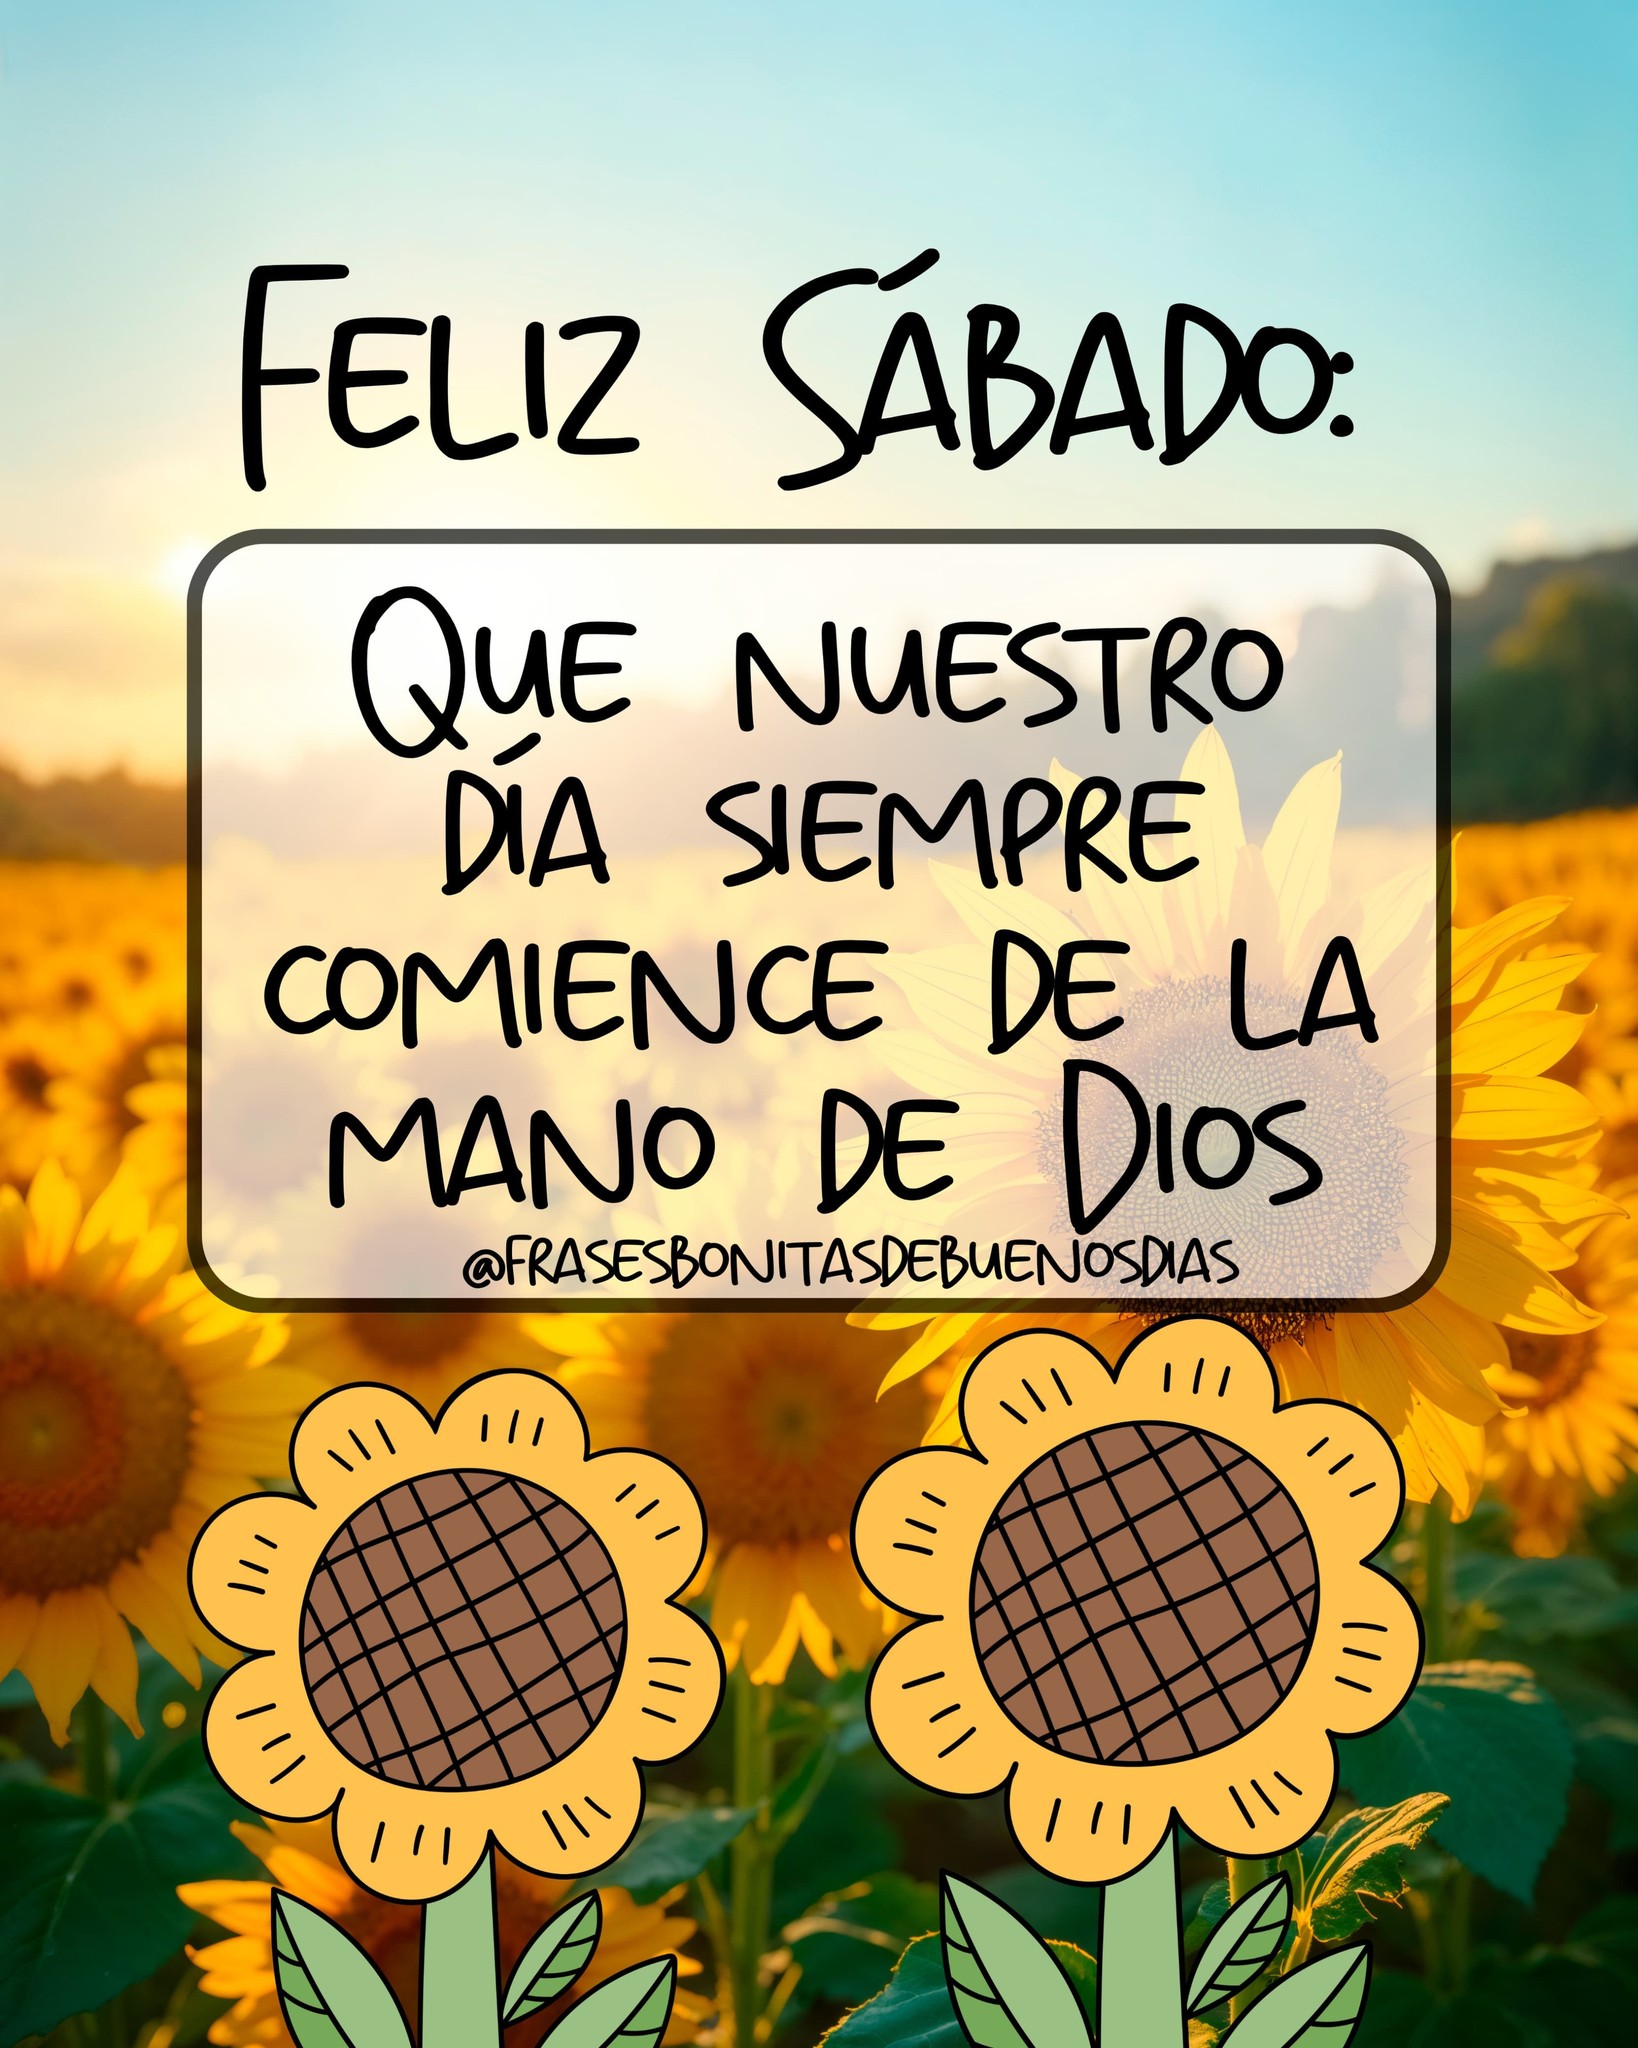 Feliz Sábado:
Que nuestro
día siempre
comience de la
mano de Dios
@frasesbonitasdebuenosdias